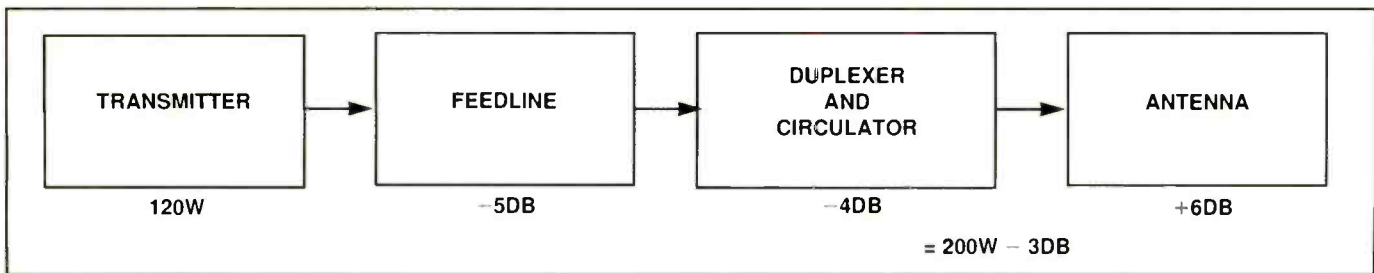 TRANSMITTER
FEEDLINE
DUPLEXER
AND
CIRCULATOR
ANTENNA
120W
−5DB
−4DB
+6DB
= 200W − 3DB